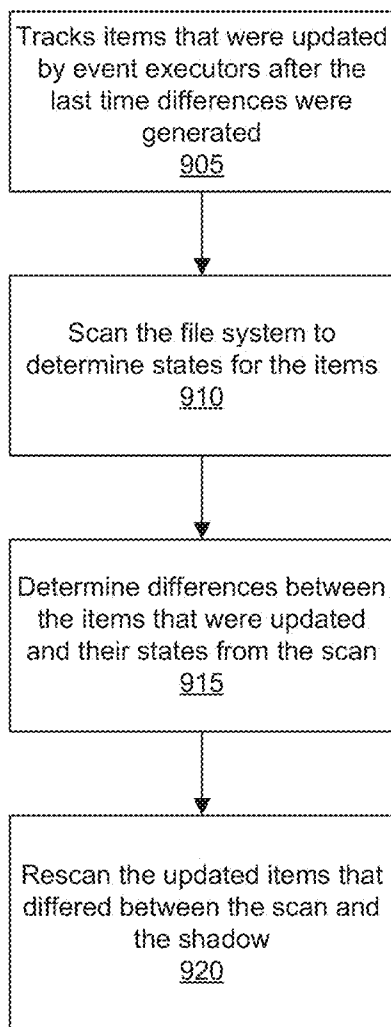 Tracks items that were updated
by event executors after the
last time differences were
generated
905
Scan the file system to
determine states for the items
910
Determine differences between
the items that were updated
and their states from the scan
915
Rescan the updated items that
differed between the scan and
the shadow
920